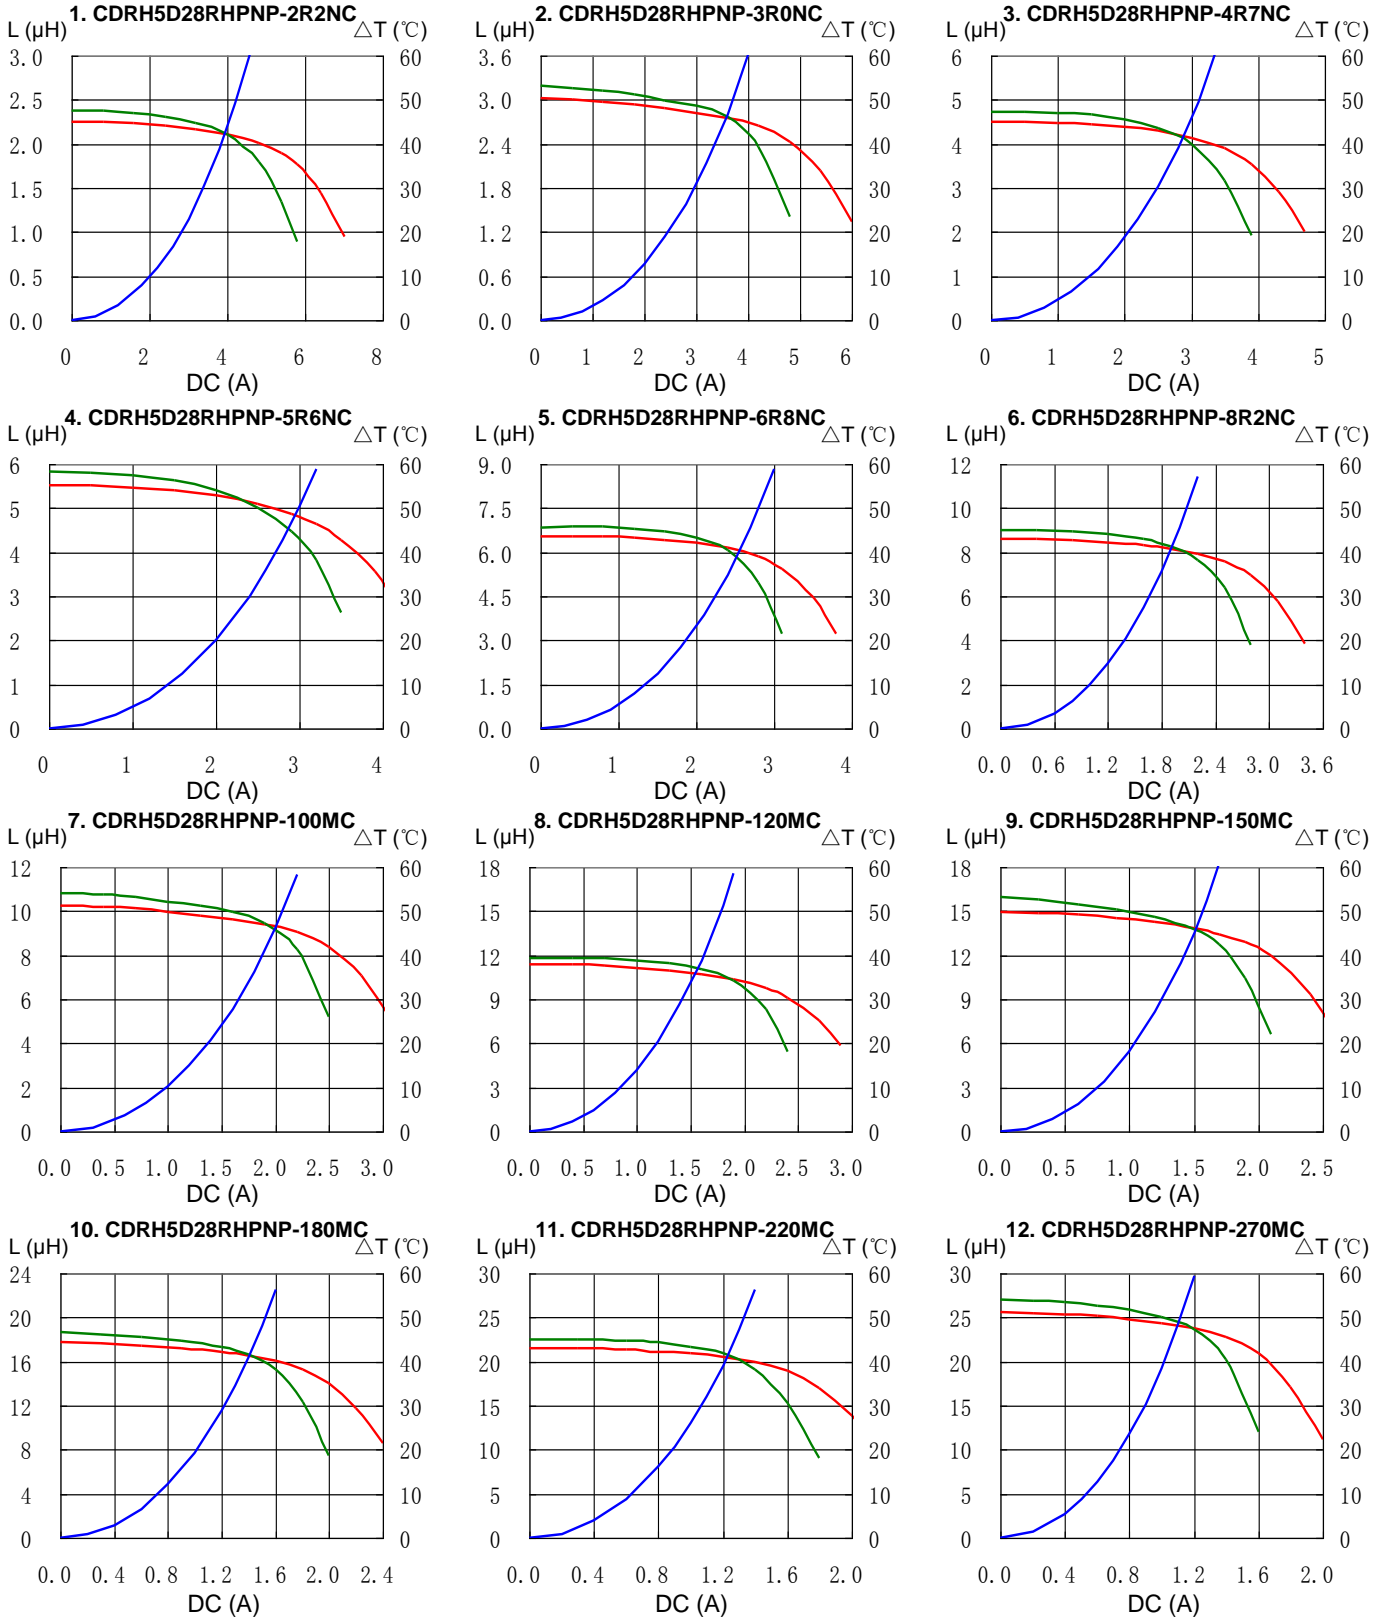 1. CDRH5D28RHPNP-2R2NC
L (µH)
△T (℃)
3.0
2.5
2.0
1.5
1.0
0.5
0.0
60
50
40
30
20
10
0
0 2 4 6 8
DC (A)
2. CDRH5D28RHPNP-3R0NC
L (µH)
△T (℃)
3.6
3.0
2.4
1.8
1.2
0.6
0.0
60
50
40
30
20
10
0
0 1 2 3 4 5 6
DC (A)
3. CDRH5D28RHPNP-4R7NC
L (µH)
△T (℃)
6
5
4
3
2
1
0
60
50
40
30
20
10
0
0 1 2 3 4 5
DC (A)
4. CDRH5D28RHPNP-5R6NC
L (µH)
△T (℃)
6
5
4
3
2
1
0
60
50
40
30
20
10
0
0 1 2 3 4
DC (A)
5. CDRH5D28RHPNP-6R8NC
L (µH)
△T (℃)
9.0
7.5
6.0
4.5
3.0
1.5
0.0
60
50
40
30
20
10
0
0 1 2 3 4
DC (A)
6. CDRH5D28RHPNP-8R2NC
L (µH)
△T (℃)
12
10
8
6
4
2
0
60
50
40
30
20
10
0
0.0 0.6 1.2 1.8 2.4 3.0 3.6
DC (A)
7. CDRH5D28RHPNP-100MC
L (µH)
△T (℃)
12
10
8
6
4
2
0
60
50
40
30
20
10
0
0.0 0.5 1.0 1.5 2.0 2.5 3.0
DC (A)
8. CDRH5D28RHPNP-120MC
L (µH)
△T (℃)
18
15
12
9
6
3
0
60
50
40
30
20
10
0
0.0 0.5 1.0 1.5 2.0 2.5 3.0
DC (A)
9. CDRH5D28RHPNP-150MC
L (µH)
△T (℃)
18
15
12
9
6
3
0
60
50
40
30
20
10
0
0.0 0.5 1.0 1.5 2.0 2.5
DC (A)
10. CDRH5D28RHPNP-180MC
L (µH)
△T (℃)
24
20
16
12
8
4
0
60
50
40
30
20
10
0
0.0 0.4 0.8 1.2 1.6 2.0 2.4
DC (A)
11. CDRH5D28RHPNP-220MC
L (µH)
△T (℃)
30
25
20
15
10
5
0
60
50
40
30
20
10
0
0.0 0.4 0.8 1.2 1.6 2.0
DC (A)
12. CDRH5D28RHPNP-270MC
L (µH)
△T (℃)
30
25
20
15
10
5
0
60
50
40
30
20
10
0
0.0 0.4 0.8 1.2 1.6 2.0
DC (A)